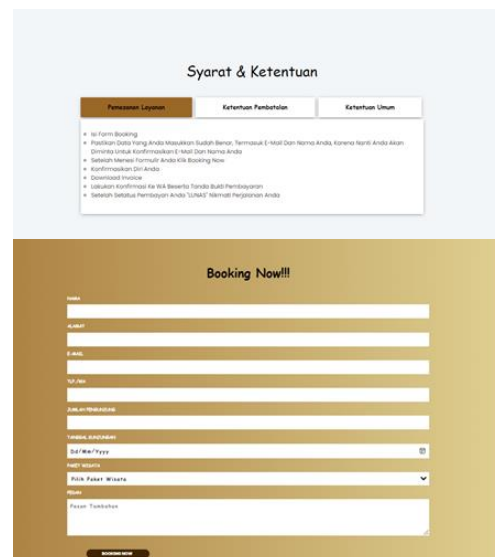 Syarat & Ketentuan
Pemesanan Layanan
Ketentuan Pembatalan
Ketentuan Umum
Isi Form Booking
Pastikan Data Yang Anda Masukkan Sudah Benar, Termasuk E-Mail Dan Nama Anda, Karena Nanti Anda Akan
Diminta Untuk Konfirmasikan E-Mail Dan Nama Anda
Setelah Mengisi Formulir Anda Klik Booking Now
Konfirmasikan Diri Anda
Download Invoice
Lakukan Konfirmasi Ke WA Beserta Tanda Bukti Pembayaran
Setelah Selatus Pembayan Anda "LUNAS" Nikmati Perjalanan Anda
Booking Now!!!
NAMA
ALAMAT
E-MAIL
TLP./WA
JUMLAH PENGUNJUNG
TANGGAL KUNJUNGAN
Dd/Mm/Yyyy
PAKET WISATA
Pilih Paket Wisata
PESAN
Pesan Tambahan
BOOKING NOW